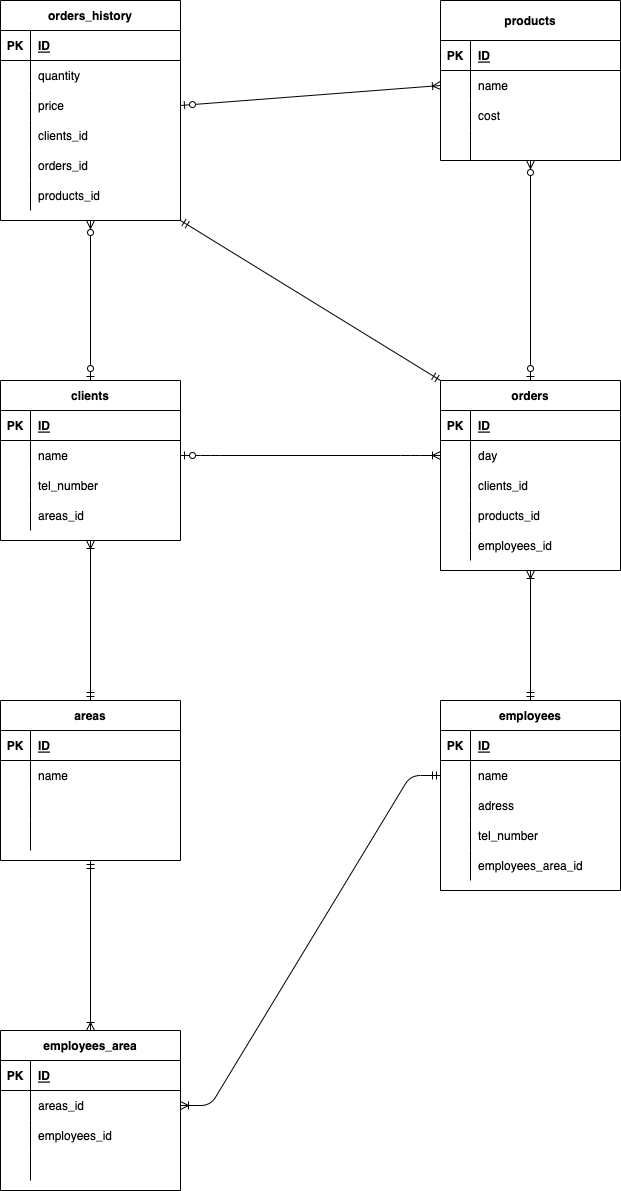 orders_history
PK ID
quantity
price
clients_id
orders_id
products_id
products
PK ID
name
cost
clients
PK ID
name
tel_number
areas_id
orders
PK ID
day
clients_id
products_id
employees_id
areas
PK ID
name
employees
PK ID
name
adress
tel_number
employees_area_id
employees_area
PK ID
areas_id
employees_id